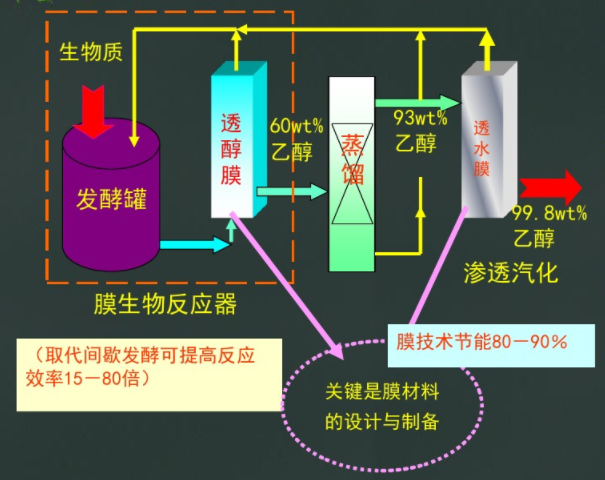 生物质
发酵罐
透醇膜
60wt%
乙醇
蒸馏
93wt%
乙醇
透水膜
99.8wt%
乙醇
渗透汽化
膜生物反应器
（取代间歇发酵可提高反应
效率15－80倍）
膜技术节能80－90%
关键是膜材料
的设计与制备